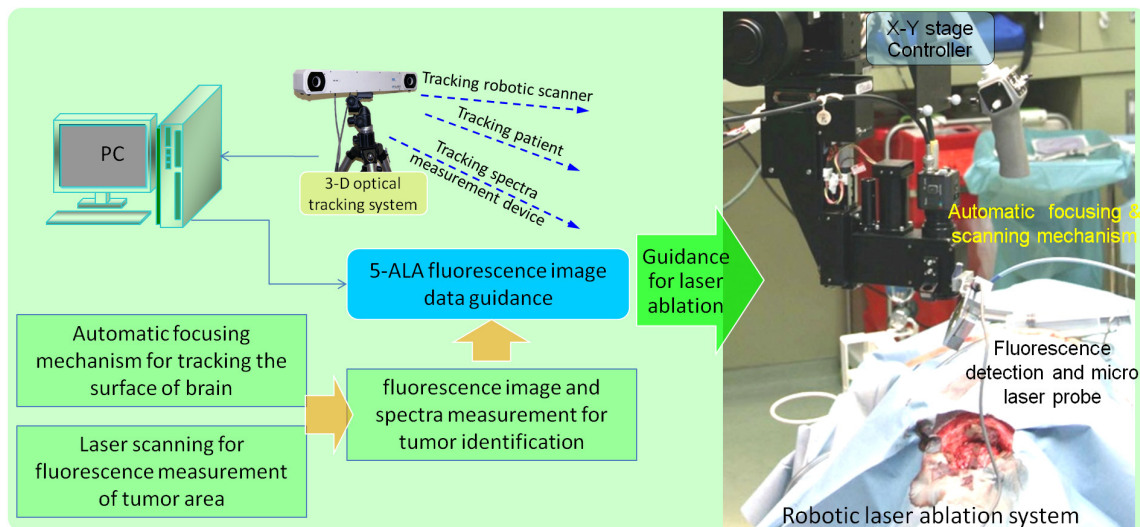 PC
3-D optical
tracking system
Tracking robotic scanner
Tracking patient
Tracking spectra
measurement device
5-ALA fluorescence image
data guidance
Automatic focusing
mechanism for tracking the
surface of brain
Laser scanning for
fluorescence measurement
of tumor area
fluorescence image and
spectra measurement for
tumor identification
Guidance
for laser
ablation
X-Y stage
Controller
Automatic focusing &
scanning mechanism
Fluorescence
detection and micro
laser probe
Robotic laser ablation system